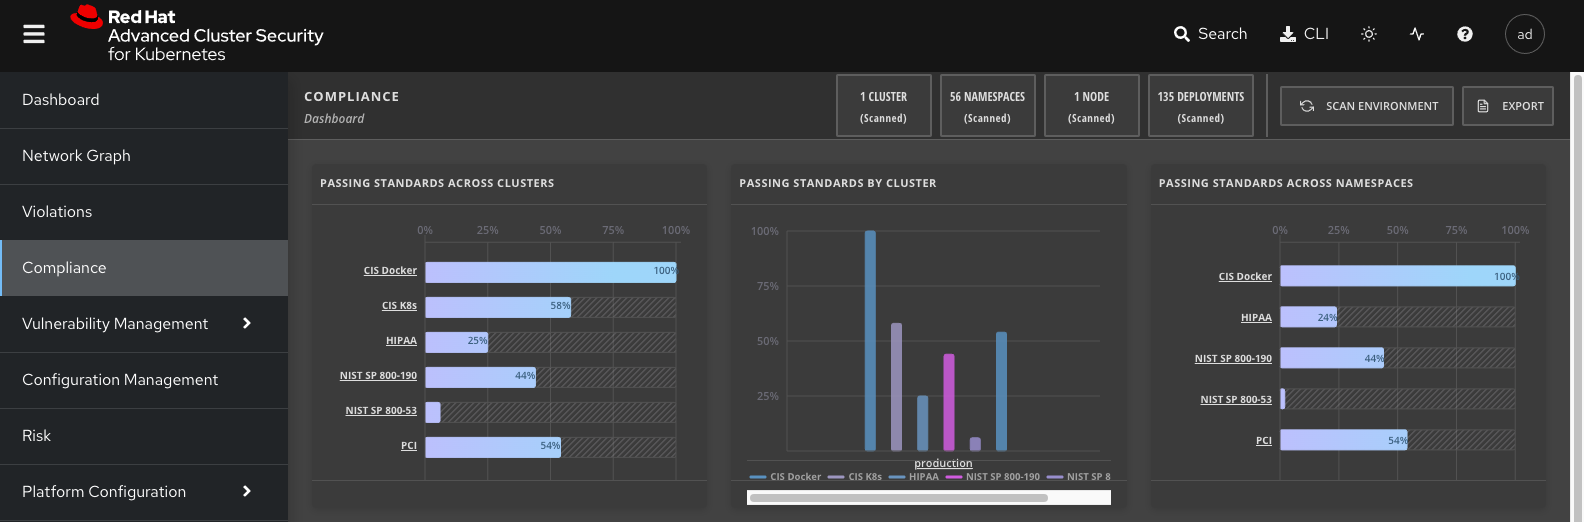 Red Hat
Advanced Cluster Security
for Kubernetes
Search
CLI
ad
Dashboard
Network Graph
Violations
Compliance
Vulnerability Management
Configuration Management
Risk
Platform Configuration
COMPLIANCE
Dashboard
1 CLUSTER
(Scanned)
56 NAMESPACES
(Scanned)
1 NODE
(Scanned)
135 DEPLOYMENTS
(Scanned)
SCAN ENVIRONMENT
EXPORT
PASSING STANDARDS ACROSS CLUSTERS
0% 25% 50% 75% 100%
CIS Docker 100%
CIS K8s 58%
HIPAA 25%
NIST SP 800-190 44%
NIST SP 800-53
PCI 54%
PASSING STANDARDS BY CLUSTER
100%
75%
50%
25%
production
CIS Docker CIS K8s HIPAA NIST SP 800-190 NIST SP 8
PASSING STANDARDS ACROSS NAMESPACES
0% 25% 50% 75% 100%
CIS Docker 100%
HIPAA 24%
NIST SP 800-190 44%
NIST SP 800-53
PCI 54%